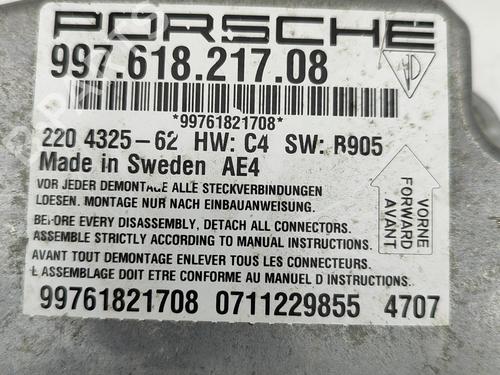 PORSCHE
997.618.217.08
*99761821708*
220 4325-62 HW: C4 SW: R905
Made in Sweden AE4
VOR JEDER DEMONTAGE ALLE STECKVERBINDUNGEN
LOESEN. MONTAGE NUR NACH EINBAUANWEISUNG.
BEFORE EVERY DISASSEMBLY, DETACH ALL CONNECTORS.
ASSEMBLE STRICTLY ACCORDING TO MANUAL INSTRUCTIONS.
AVANT TOUT DEMONTAGE ENLEVER TOUS LES CONNECTEURS.
L ASSEMBLAGE DOIT ETRE CONFORME AU MANUEL D INSTRUCTIONS
VORNE
FORWARD
AVANT
99761821708 0711229855 4707